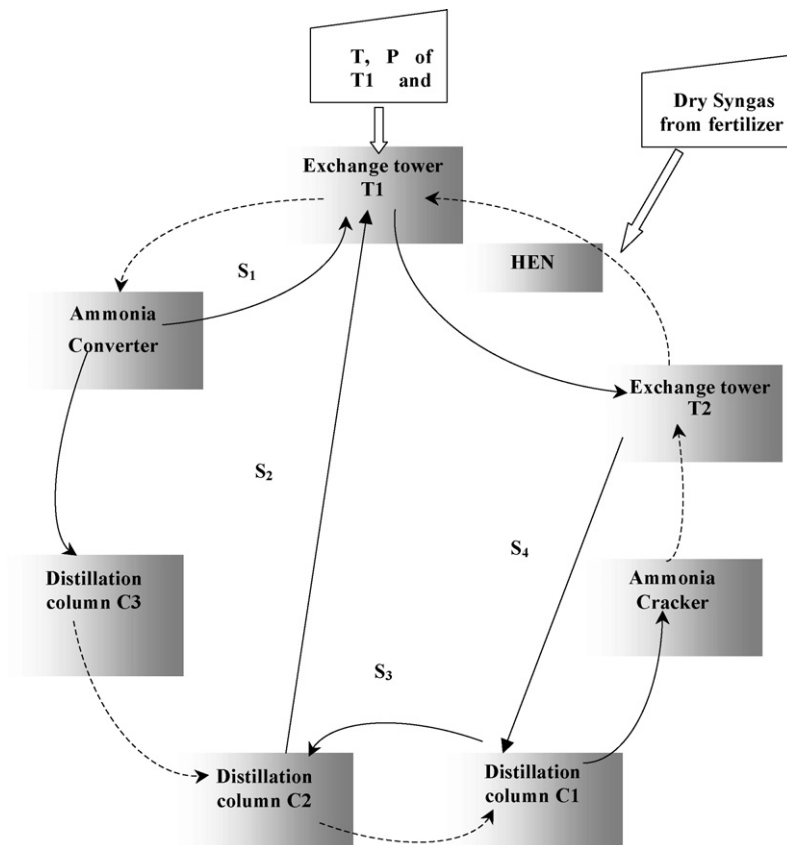 T, P of
T1 and
Dry Syngas
from fertilizer
Exchange tower
T1
HEN
S₁
Ammonia
Converter
Exchange tower
T2
S₂
S₄
Distillation
column C3
Ammonia
Cracker
S₃
Distillation
column C2
Distillation
column C1